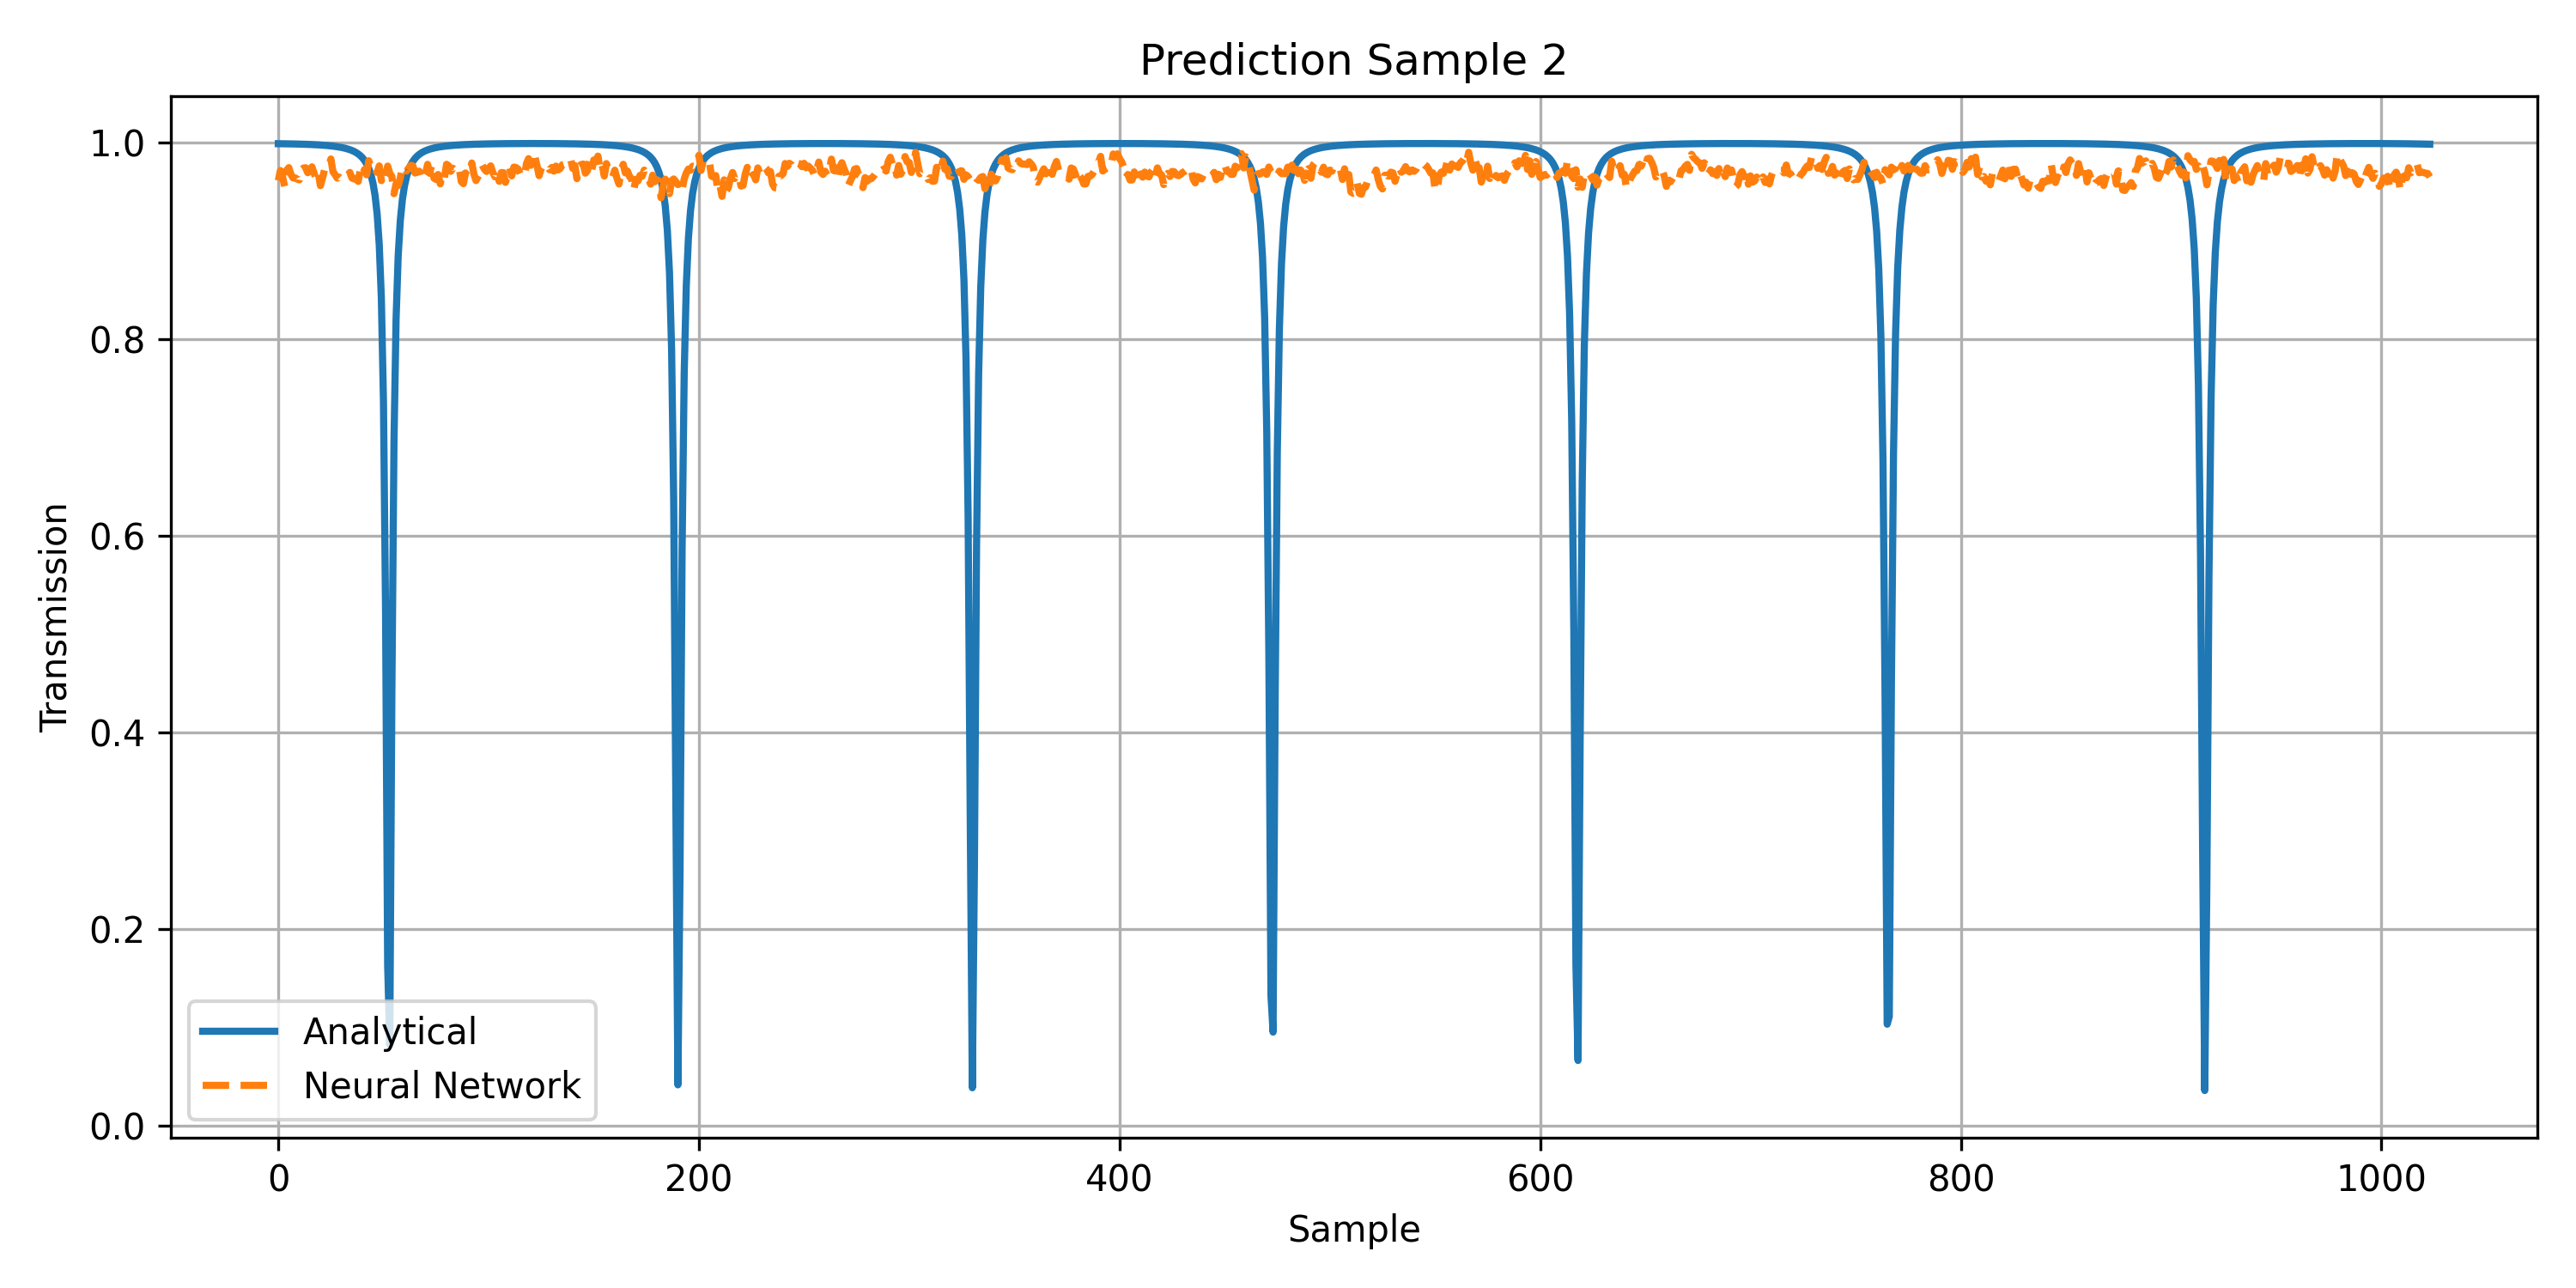 Prediction Sample 2
1.0
0.8
0.6
0.4
0.2
0.0
Transmission
Analytical
Neural Network
0 200 400 600 800 1000
Sample